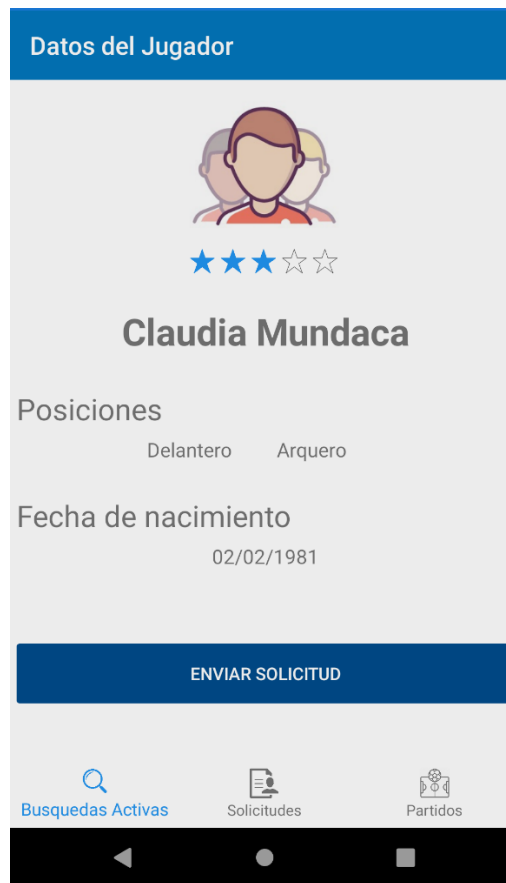 Datos del Jugador
Claudia Mundaca
Posiciones
Delantero Arquero
Fecha de nacimiento
02/02/1981
ENVIAR SOLICITUD
Busquedas Activas Solicitudes Partidos